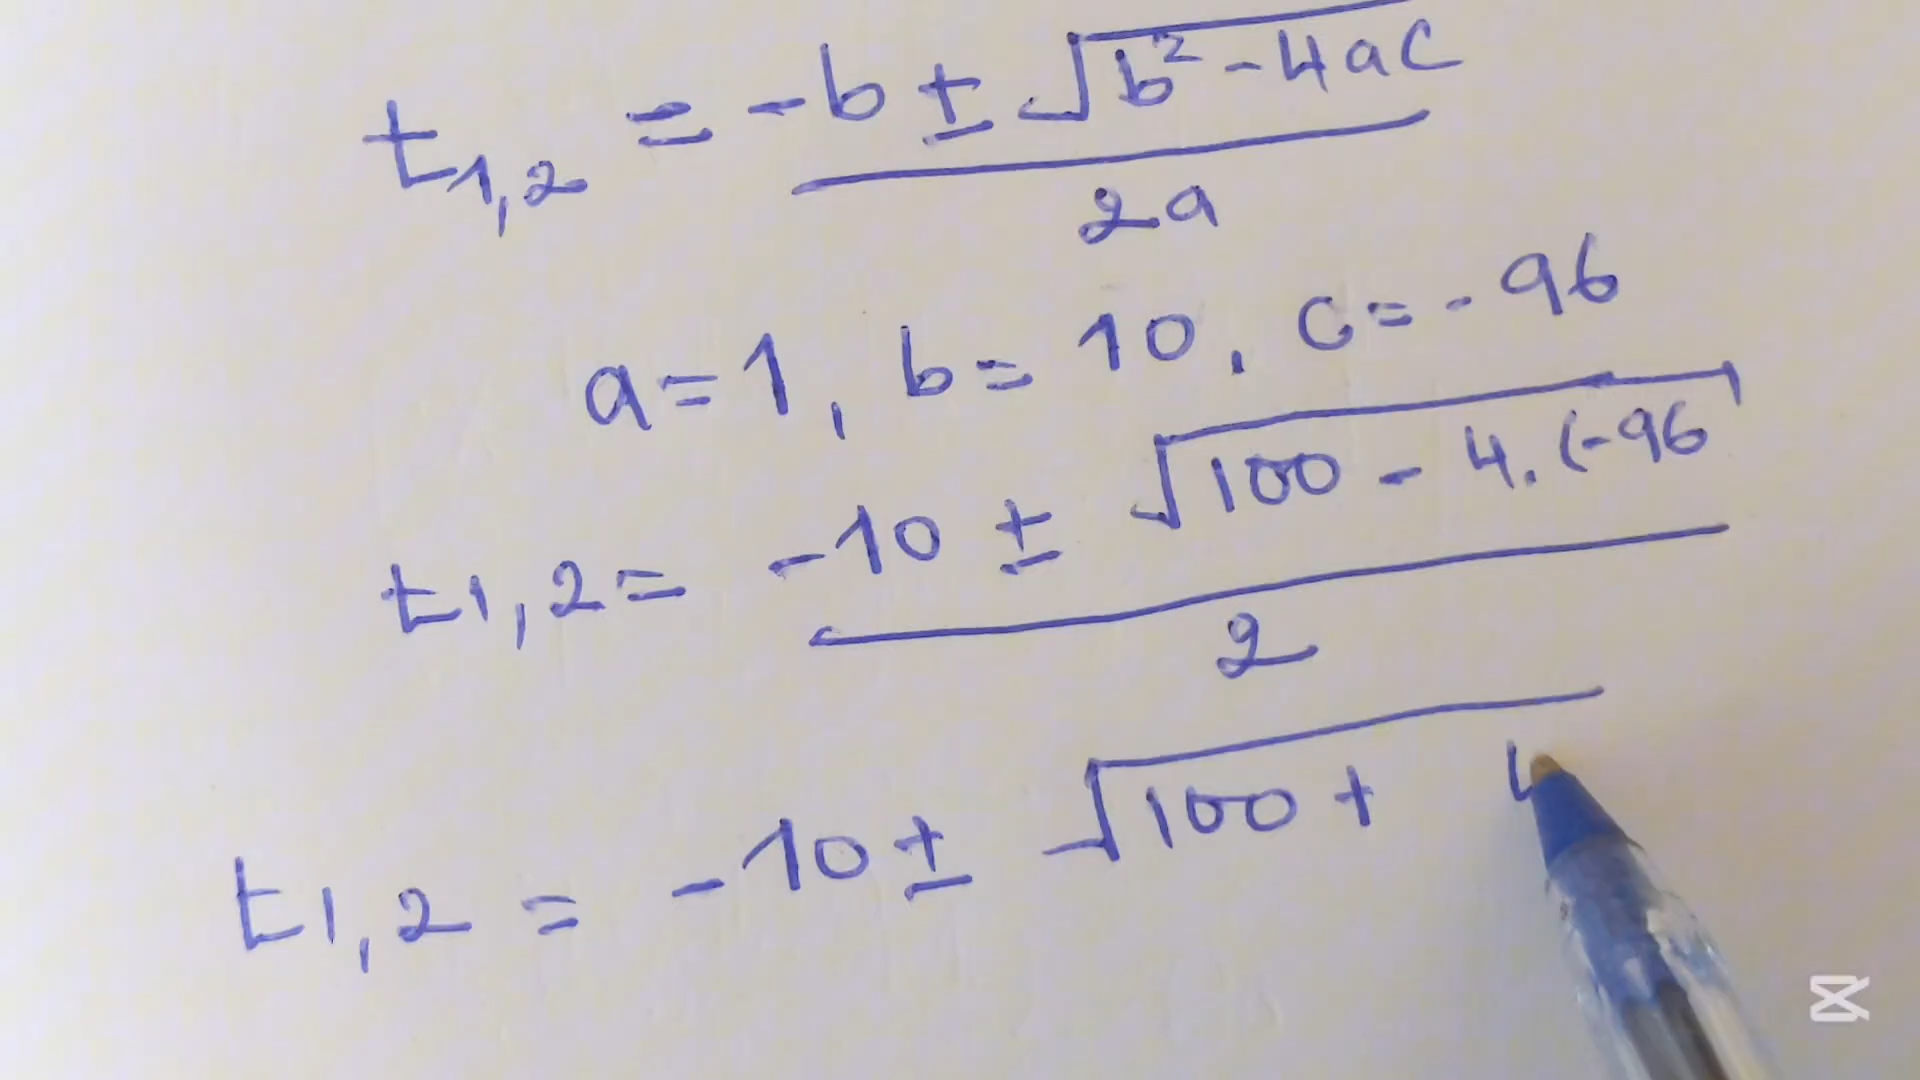 t₁,₂ = (-b ± √(b² - 4ac)) / 2a
a = 1, b = 10, c = -96
t1,2 = (-10 ± √(100 - 4.(-96)) / 2
t1,2 = -10 ± √(100 +